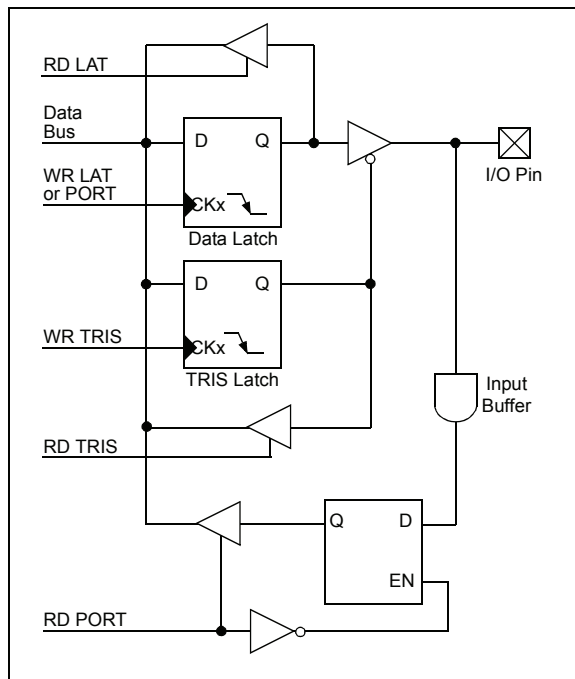 RD LAT
Data
Bus
D Q
WR LAT
or PORT
CKx
I/O Pin
Data Latch
D Q
WR TRIS
CKx
TRIS Latch
Input
Buffer
RD TRIS
Q D
EN
RD PORT